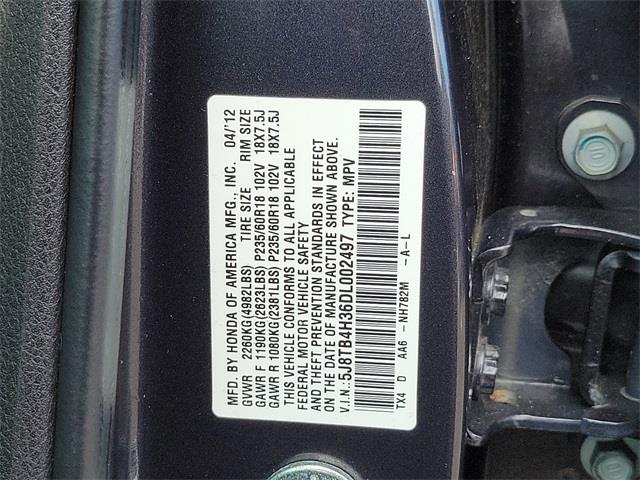 MFD. BY HONDA OF AMERICA MFG., INC. 04/'12
GVWR 2260KG(4982LBS) TIRE SIZE RIM SIZE
GAWR F 1190KG(2623LBS) P235/60R18 102V 18X7.5J
GAWR R 1080KG(2381LBS) P235/60R18 102V 18X7.5J
THIS VEHICLE CONFORMS TO ALL APPLICABLE
FEDERAL MOTOR VEHICLE SAFETY
AND THEFT PREVENTION STANDARDS IN EFFECT
ON THE DATE OF MANUFACTURE SHOWN ABOVE.
V.I.N.:5J8TB4H36DL002497 TYPE: MPV
TX4 D AA6 -NH782M -A-L